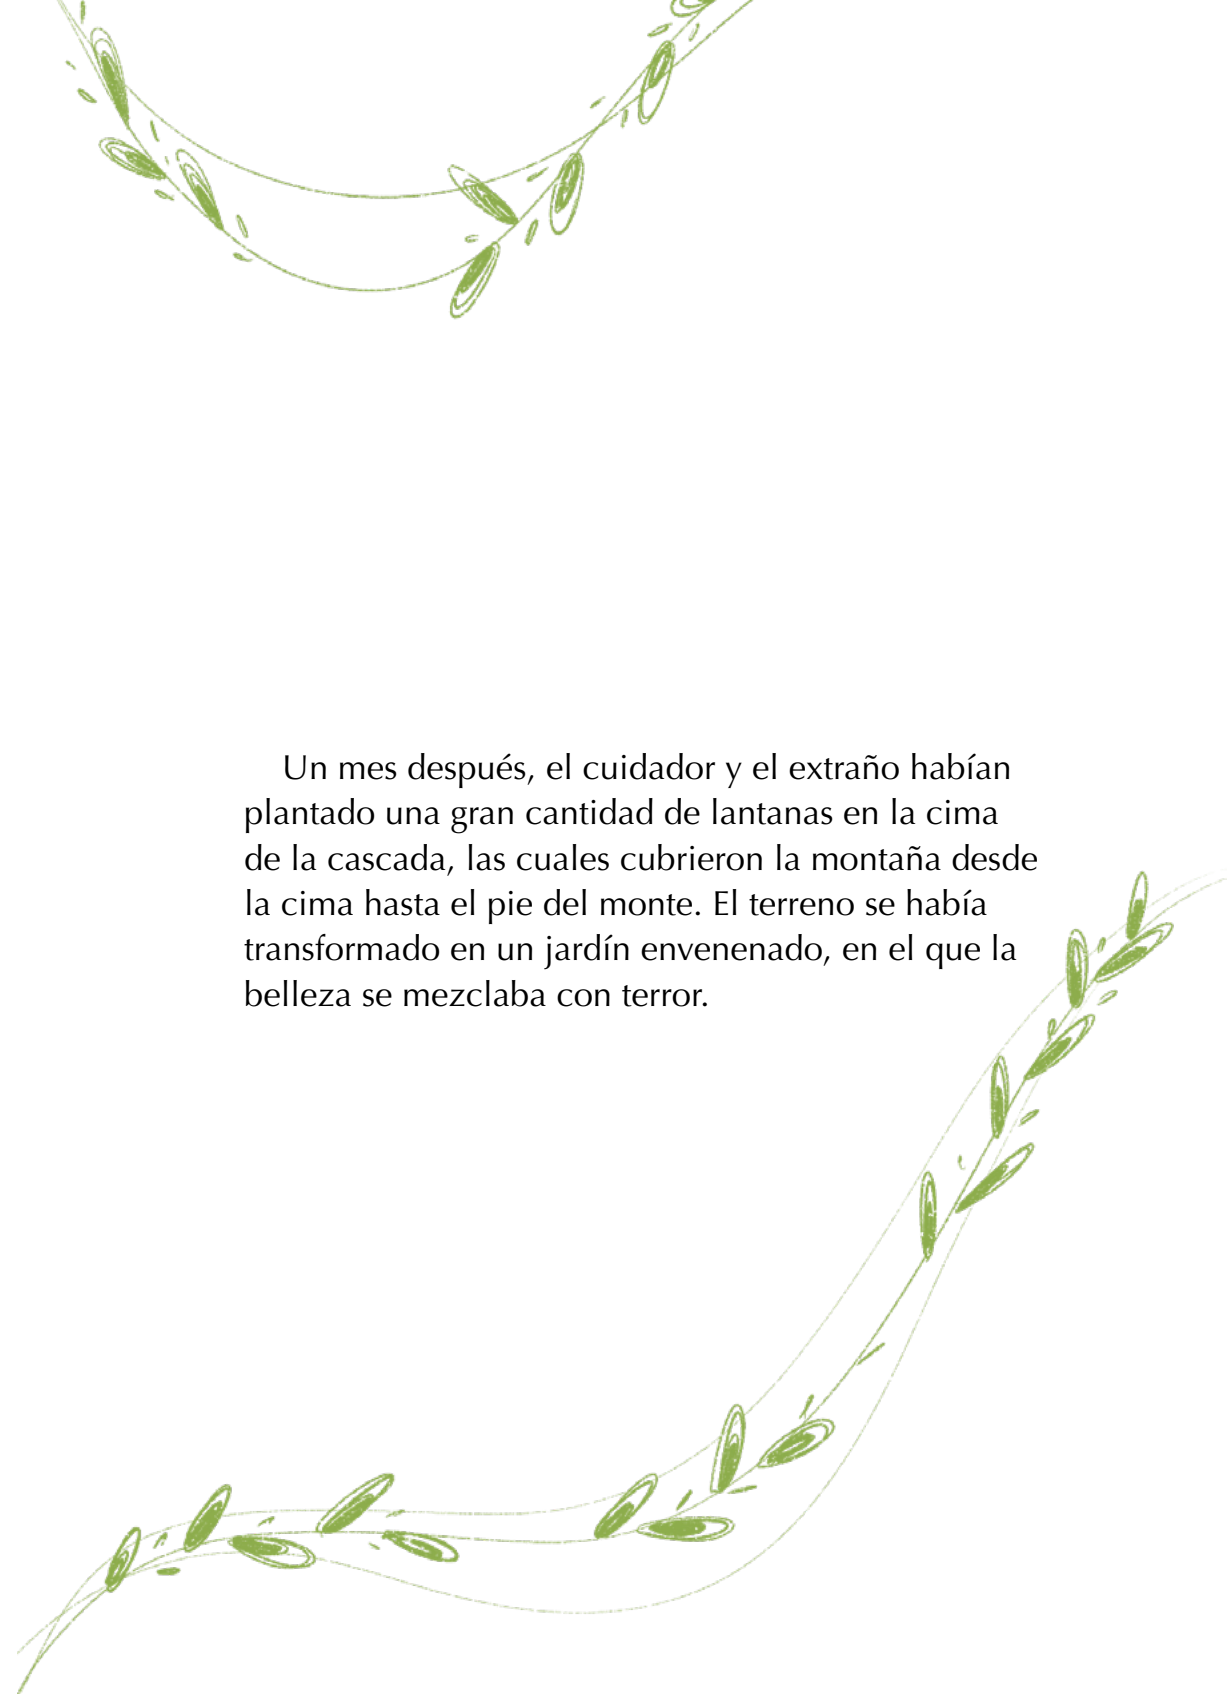 Un mes después, el cuidador y el extraño habían
plantado una gran cantidad de lantanas en la cima
de la cascada, las cuales cubrieron la montaña desde
la cima hasta el pie del monte. El terreno se había
transformado en un jardín envenenado, en el que la
belleza se mezclaba con terror.